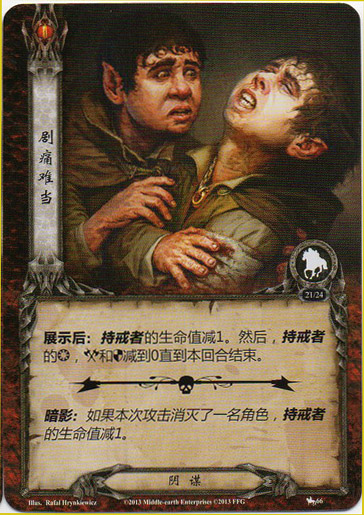 剧痛难当
21/24
展示后：持戒者的生命值减1。然后，持戒者
的，和减到0直到本回合结束。
暗影：如果本次攻击消灭了一名角色，持戒者
的生命值减1。
阴谋
Illus. Rafał Hrynkiewicz
©2013 Middle-earth Enterprises ©2013 FFG
66